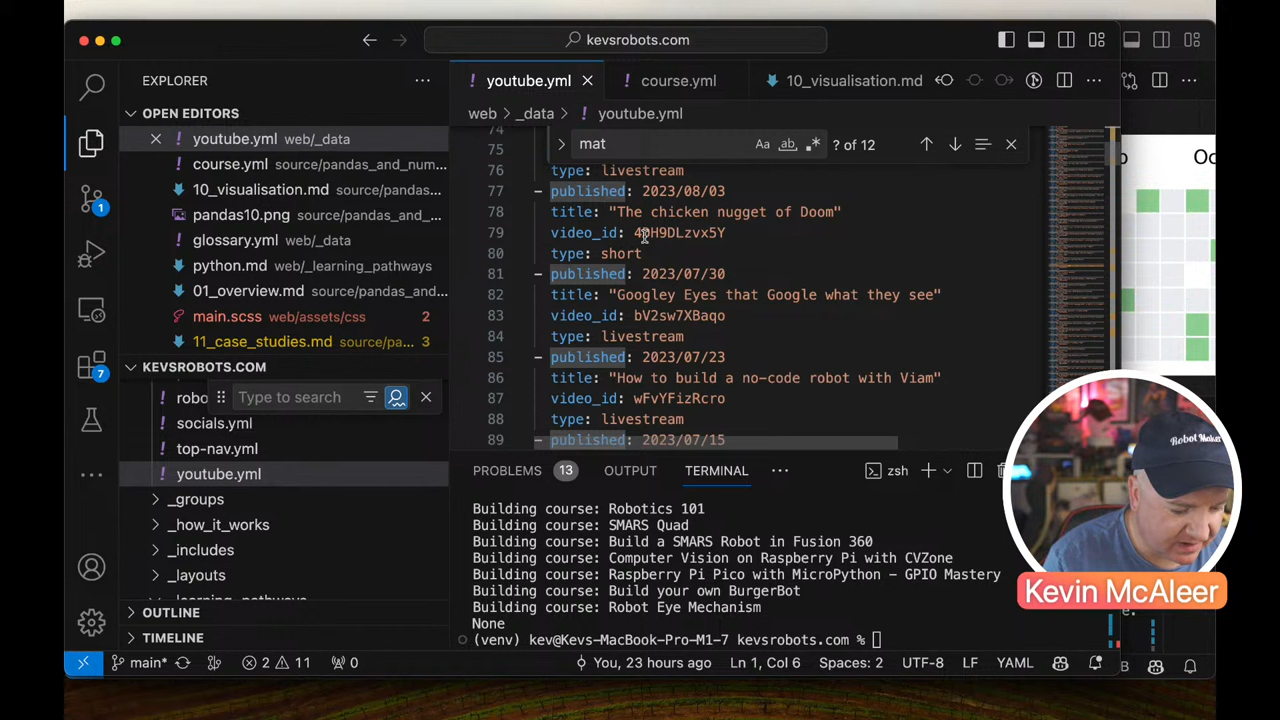 kevsrobots.com
EXPLORER
youtube.yml
course.yml
10_visualisation.md
OPEN EDITORS
web
_data
youtube.yml
youtube.yml web/_data
course.yml source/pandas_and_num...
10_visualisation.md source/pand...
pandas10.png source/pandas_and...
glossary.yml source/pandas_and...
python.md web/_learning_pathways
01_overview.md source/pandas_and...
main.scss web/assets/css 2
11_case_studies.md source/pa... 3
KEVSROBOTS.COM
Type to search
robo
socials.yml
top-nav.yml
youtube.yml
_groups
_how_it_works
_includes
_layouts
OUTLINE
TIMELINE
1
7
mat
Aa
ab
? of 12
74
75
76 type: livestream
77 - published: 2023/08/03
78 title: "The chicken nugget of Doom"
79 video_id:
80 type: short
81 - published: 2023/07/30
82 title: "Googley Eyes that Google what they see"
83 video_id: bV2sw7XBaqo
84 type: livestream
85 - published: 2023/07/23
86 title: "How to build a no-code robot with Viam"
87 video_id: wFvYFizRcro
88 type: livestream
89 - published: 2023/07/15
PROBLEMS 13 OUTPUT TERMINAL
zsh
Building course: Robotics 101
Building course: SMARS Quad
Building course: Build a SMARS Robot in Fusion 360
Building course: Computer Vision on Raspberry Pi with CVZone
Building course: Raspberry Pi Pico with MicroPython - GPIO Mastery
Building course: Build your own BurgerBot
Building course: Robot Eye Mechanism
None
(venv) kev@Kevs-MacBook-Pro-M1-7 kevsrobots.com %
Robot Maker
Kevin McAleer
main* 2 11 0 You, 23 hours ago Ln 1, Col 6 Spaces: 2 UTF-8 LF YAML